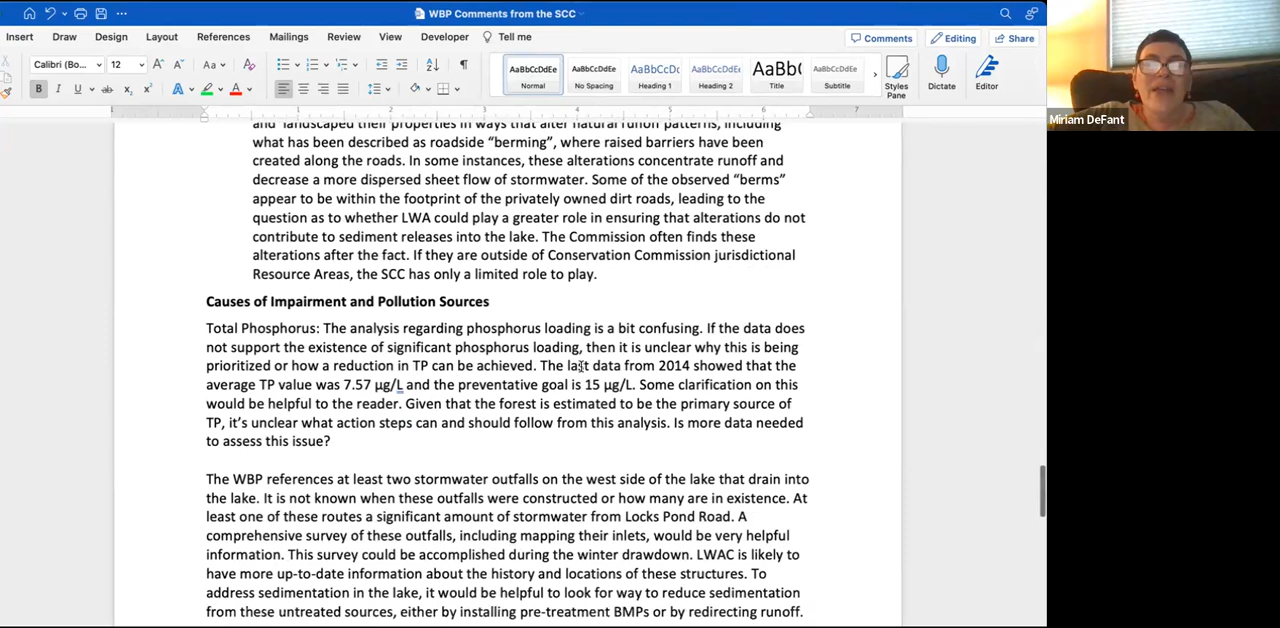 WBP Comments from the SCC
Insert Draw Design Layout References Mailings Review View Developer Tell me Comments Editing Share
Calibri (Bo... 12 Aa
AaBbCcDdEe AaBbCcDdEe AaBbCcDc AaBbCcDdEe AaBb( AaBbCcDdEe
Normal No Spacing Heading 1 Heading 2 Title Subtitle Styles Pane Dictate Editor
B I U ab x₂ x² A A
1 1 2 3 4 5 6 7
Miriam DeFant
and landscaped their properties in ways that alter natural runoff patterns, including
what has been described as roadside “berming”, where raised barriers have been
created along the roads. In some instances, these alterations concentrate runoff and
decrease a more dispersed sheet flow of stormwater. Some of the observed “berms”
appear to be within the footprint of the privately owned dirt roads, leading to the
question as to whether LWA could play a greater role in ensuring that alterations do not
contribute to sediment releases into the lake. The Commission often finds these
alterations after the fact. If they are outside of Conservation Commission jurisdictional
Resource Areas, the SCC has only a limited role to play.
Causes of Impairment and Pollution Sources
Total Phosphorus: The analysis regarding phosphorus loading is a bit confusing. If the data does
not support the existence of significant phosphorus loading, then it is unclear why this is being
prioritized or how a reduction in TP can be achieved. The last data from 2014 showed that the
average TP value was 7.57 µg/L and the preventative goal is 15 µg/L. Some clarification on this
would be helpful to the reader. Given that the forest is estimated to be the primary source of
TP, it’s unclear what action steps can and should follow from this analysis. Is more data needed
to assess this issue?
The WBP references at least two stormwater outfalls on the west side of the lake that drain into
the lake. It is not known when these outfalls were constructed or how many are in existence. At
least one of these routes a significant amount of stormwater from Locks Pond Road. A
comprehensive survey of these outfalls, including mapping their inlets, would be very helpful
information. This survey could be accomplished during the winter drawdown. LWAC is likely to
have more up-to-date information about the history and locations of these structures. To
address sedimentation in the lake, it would be helpful to look for way to reduce sedimentation
from these untreated sources, either by installing pre-treatment BMPs or by redirecting runoff.